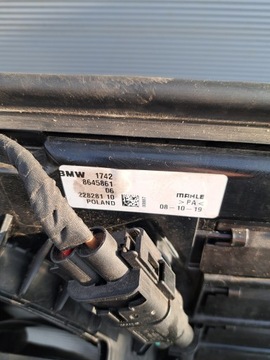 BMW 1742
8645861
06
228281 10
POLAND
MAHLE
>PA<
08-10-19